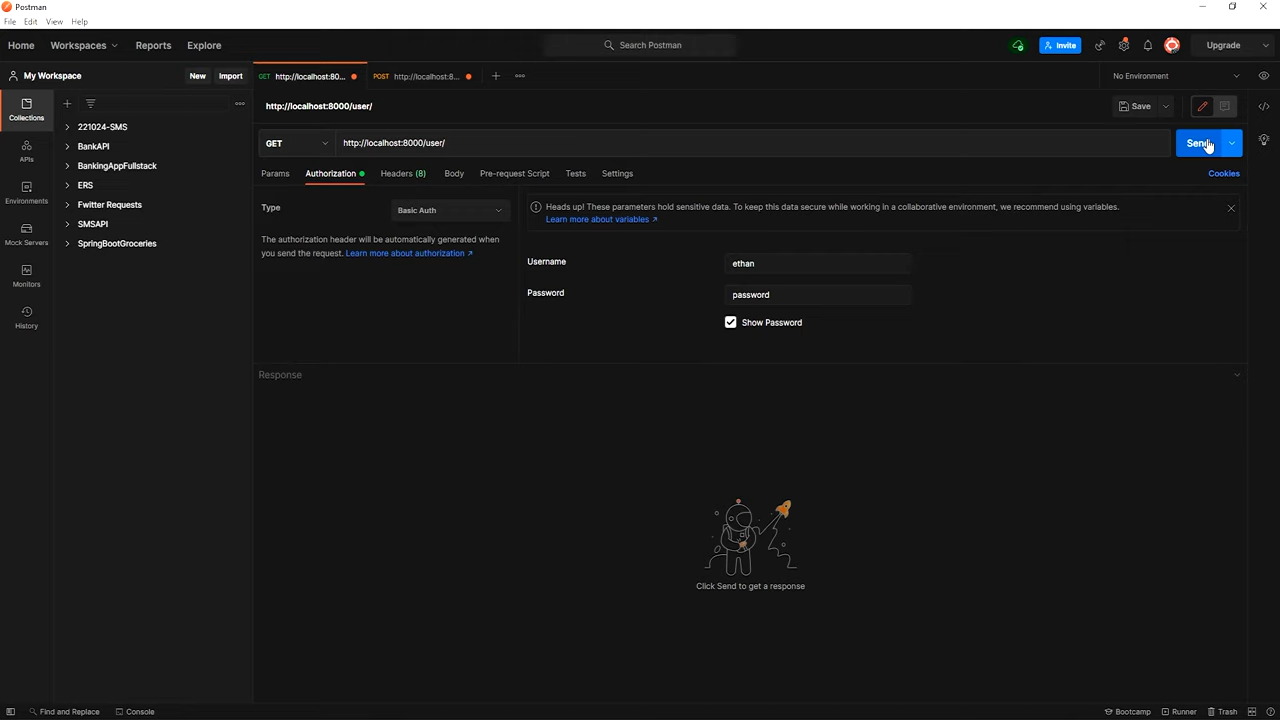 Postman
File Edit View Help
Home Workspaces Reports Explore Search Postman Invite Upgrade
My Workspace New Import GET http://localhost:80... POST http://localhost:8... No Environment
http://localhost:8000/user/ Save
Collections
APIs
Environments
Mock Servers
Monitors
History
221024-SMS
BankAPI
BankingAppFullstack
ERS
Fwitter Requests
SMSAPI
SpringBootGroceries
GET http://localhost:8000/user/ Send
Params Authorization Headers (8) Body Pre-request Script Tests Settings Cookies
Type Basic Auth
The authorization header will be automatically generated when
you send the request. Learn more about authorization ↗
Heads up! These parameters hold sensitive data. To keep this data secure while working in a collaborative environment, we recommend using variables.
Learn more about variables ↗
Username ethan
Password password
Show Password
Response
Click Send to get a response
Find and Replace Console Bootcamp Runner Trash